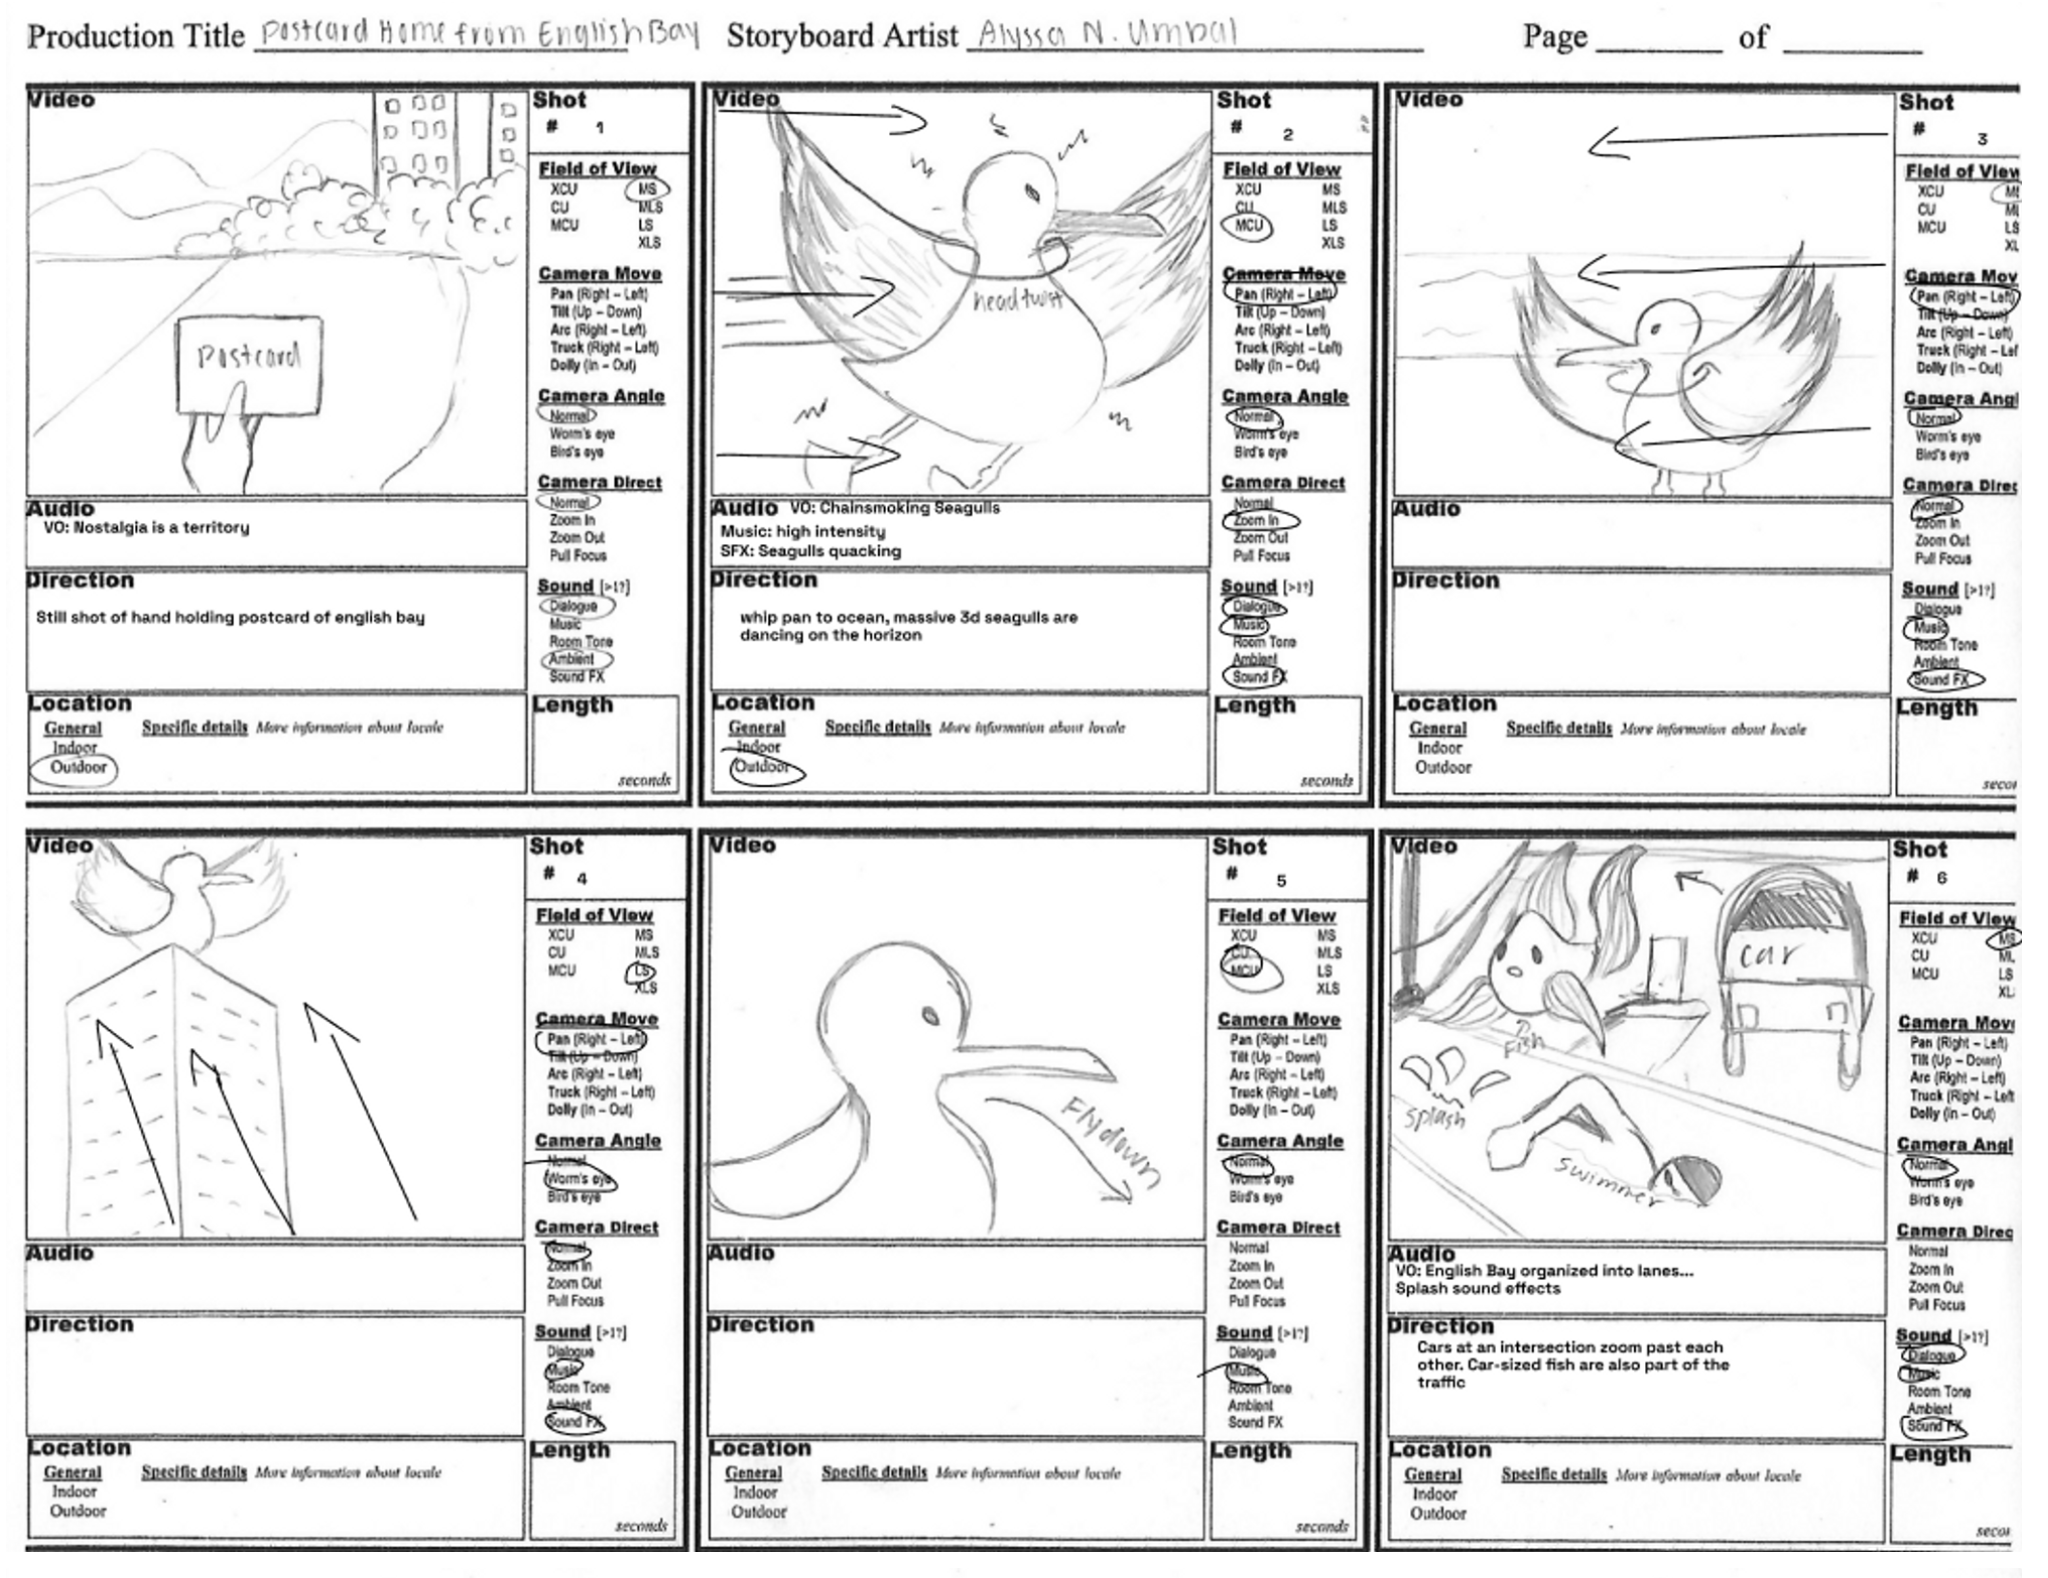 Production Title Postcard Home from English Bay Storyboard Artist Alyssa N. Umbal Page ______ of ______
Video
Postcard
Shot
# 1
Field of View
XCU MS
CU MLS
MCU LS
XLS
Camera Move
Pan (Right – Left)
Tilt (Up – Down)
Arc (Right – Left)
Truck (Right – Left)
Dolly (In – Out)
Camera Angle
Normal
Worm's eye
Bird's eye
Camera Direct
Normal
Zoom In
Zoom Out
Pull Focus
Sound [>1?]
Dialogue
Music
Room Tone
Ambient
Sound FX
Audio
VO: Nostalgia is a territory
Direction
Still shot of hand holding postcard of english bay
Location
General Specific details More information about locale
Indoor
Outdoor
Length
seconds
Video
head twist
Shot
# 2
Field of View
XCU MS
CU MLS
MCU LS
XLS
Camera Move
Pan (Right – Left)
Tilt (Up – Down)
Arc (Right – Left)
Truck (Right – Left)
Dolly (In – Out)
Camera Angle
Normal
Worm's eye
Bird's eye
Camera Direct
Normal
Zoom In
Zoom Out
Pull Focus
Sound [>1?]
Dialogue
Music
Room Tone
Ambient
Sound FX
Audio VO: Chainsmoking Seagulls
Music: high intensity
SFX: Seagulls quacking
Direction
whip pan to ocean, massive 3d seagulls are
dancing on the horizon
Location
General Specific details More information about locale
Indoor
Outdoor
Length
seconds
Video
Shot
# 3
Field of View
XCU M
CU ML
MCU LS
XL
Camera Mov
Pan (Right – Left)
Tilt (Up – Down)
Arc (Right – Left)
Truck (Right – Lef
Dolly (In – Out)
Camera Angl
Normal
Worm's eye
Bird's eye
Camera Direc
Normal
Zoom In
Zoom Out
Pull Focus
Sound [>1?]
Dialogue
Music
Room Tone
Ambient
Sound FX
Audio
Direction
Location
General Specific details More information about locale
Indoor
Outdoor
Length
secon
Video
Shot
# 4
Field of View
XCU MS
CU MLS
MCU LS
XLS
Camera Move
Pan (Right – Left)
Tilt (Up – Down)
Arc (Right – Left)
Truck (Right – Left)
Dolly (In – Out)
Camera Angle
Normal
Worm's eye
Bird's eye
Camera Direct
Normal
Zoom In
Zoom Out
Pull Focus
Sound [>1?]
Dialogue
Music
Room Tone
Ambient
Sound FX
Audio
Direction
Location
General Specific details More information about locale
Indoor
Outdoor
Length
seconds
Video
Fly down
Shot
# 5
Field of View
XCU MS
CU MLS
MCU LS
XLS
Camera Move
Pan (Right – Left)
Tilt (Up – Down)
Arc (Right – Left)
Truck (Right – Left)
Dolly (In – Out)
Camera Angle
Normal
Worm's eye
Bird's eye
Camera Direct
Normal
Zoom In
Zoom Out
Pull Focus
Sound [>1?]
Dialogue
Music
Room Tone
Ambient
Sound FX
Audio
Direction
Location
General Specific details More information about locale
Indoor
Outdoor
Length
seconds
Video
car
Fish
splash
swimmer
Shot
# 6
Field of View
XCU MS
CU ML
MCU LS
XL
Camera Move
Pan (Right – Left)
Tilt (Up – Down)
Arc (Right – Left)
Truck (Right – Left
Dolly (In – Out)
Camera Angl
Normal
Worm's eye
Bird's eye
Camera Direc
Normal
Zoom In
Zoom Out
Pull Focus
Sound [>1?]
Dialogue
Music
Room Tone
Ambient
Sound FX
Audio
VO: English Bay organized into lanes...
Splash sound effects
Direction
Cars at an intersection zoom past each
other. Car-sized fish are also part of the
traffic
Location
General Specific details More information about locale
Indoor
Outdoor
Length
secon